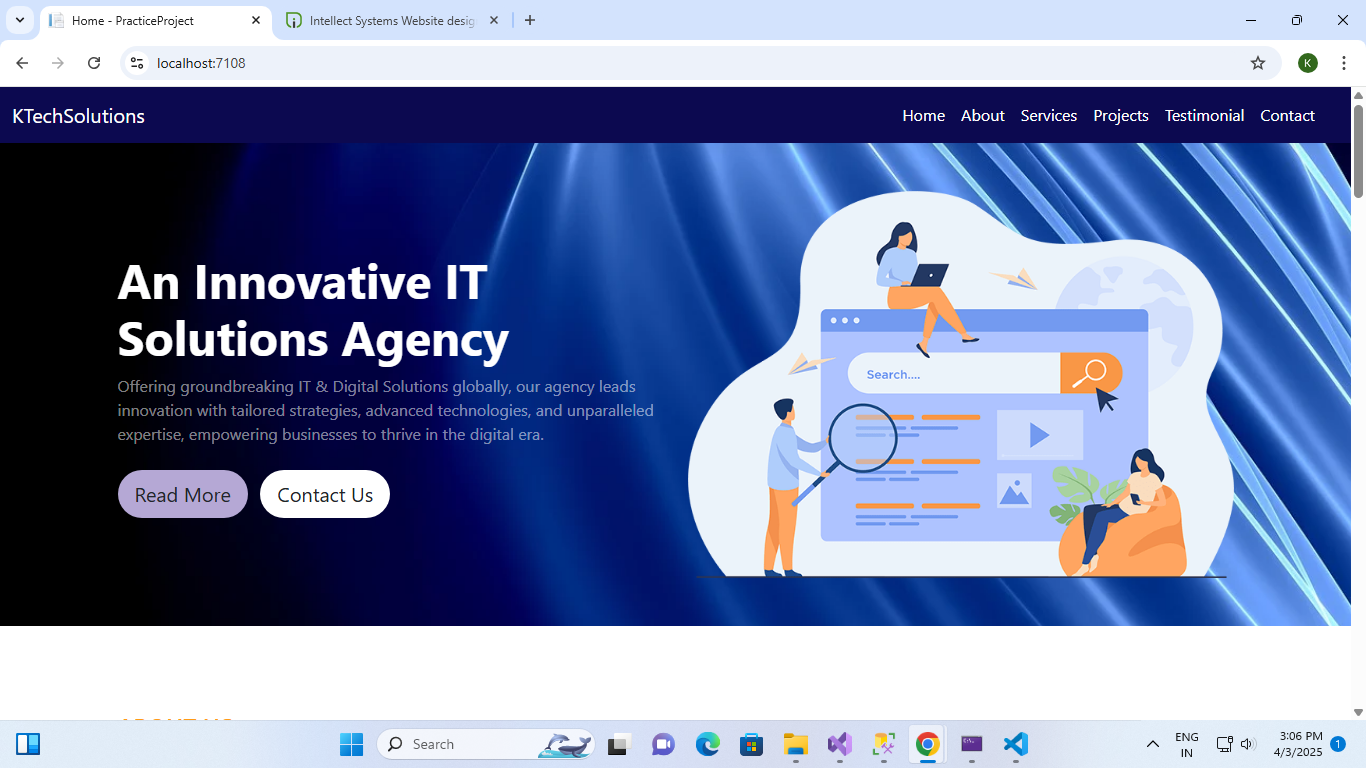 Home - PracticeProject
Intellect Systems Website desig
localhost:7108
K
KTechSolutions
Home About Services Projects Testimonial Contact
An Innovative IT
Solutions Agency
Offering groundbreaking IT & Digital Solutions globally, our agency leads
innovation with tailored strategies, advanced technologies, and unparalleled
expertise, empowering businesses to thrive in the digital era.
Read More Contact Us
Search....
ABOUT US
Search
ENG
IN
3:06 PM
4/3/2025
1